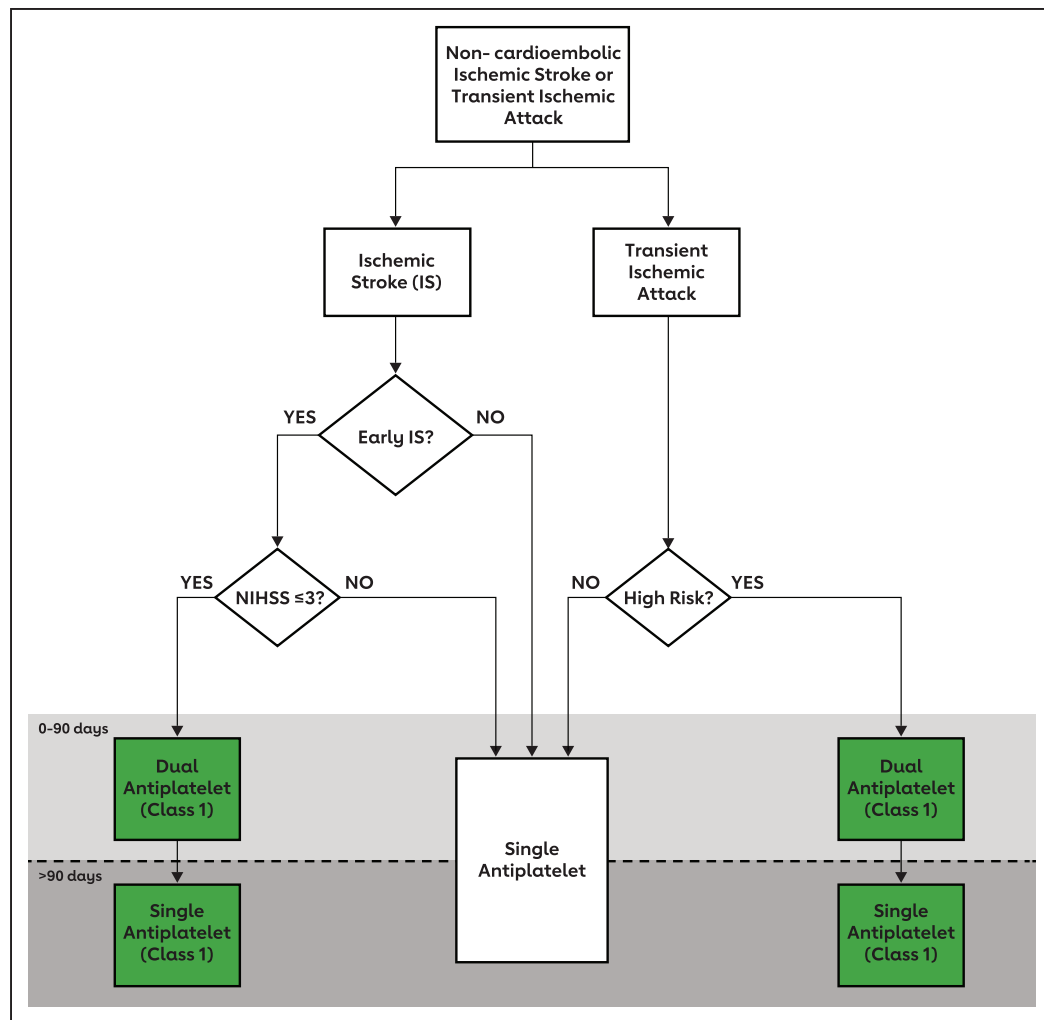 Non- cardioembolic
Ischemic Stroke or
Transient Ischemic
Attack
Ischemic
Stroke (IS)
Transient
Ischemic
Attack
YES
Early IS?
NO
YES
NIHSS ≤3?
NO
NO
High Risk?
YES
0-90 days
Dual
Antiplatelet
(Class 1)
Single
Antiplatelet
Dual
Antiplatelet
(Class 1)
>90 days
Single
Antiplatelet
(Class 1)
Single
Antiplatelet
(Class 1)